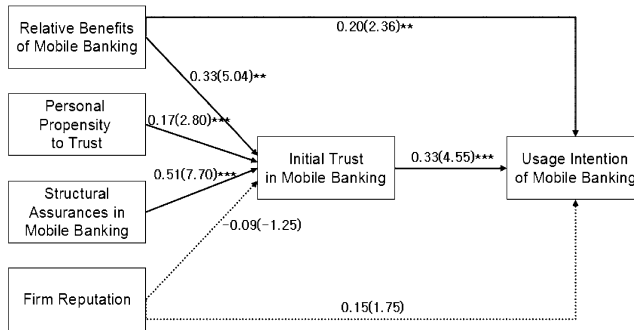 Relative Benefits
of Mobile Banking
0.20(2.36)**
0.33(5.04)**
Personal
Propensity
to Trust
0.17(2.80)***
Initial Trust
in Mobile Banking
0.33(4.55)***
Usage Intention
of Mobile Banking
0.51(7.70)***
Structural
Assurances in
Mobile Banking
-0.09(-1.25)
Firm Reputation
0.15(1.75)